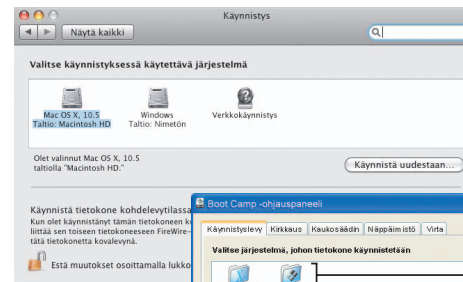 Käynnistys
Näytä kaikki
Valitse käynnistyksessä käytettävä järjestelmä
Mac OS X, 10.5
Taltio: Macintosh HD
Windows
Taltio: Nimetön
Verkkokäynnistys
Olet valinnut Mac OS X, 10.5
taltiolla "Macintosh HD."
Käynnistä uudestaan...
Käynnistä tietokone kohdelevytilassa
Kun olet käynnistänyt tämän tietokoneen
liittää sen toiseen tietokoneeseen FireWire-
tätä tietokonetta kovalevynä.
Estä muutokset osoittamalla lukko
Boot Camp -ohjauspaneeli
Käynnistyslevy Kirkkaus Kaukosäädin Näppäimistö Virta
Valitse järjestelmä, johon tietokone käynnistetään